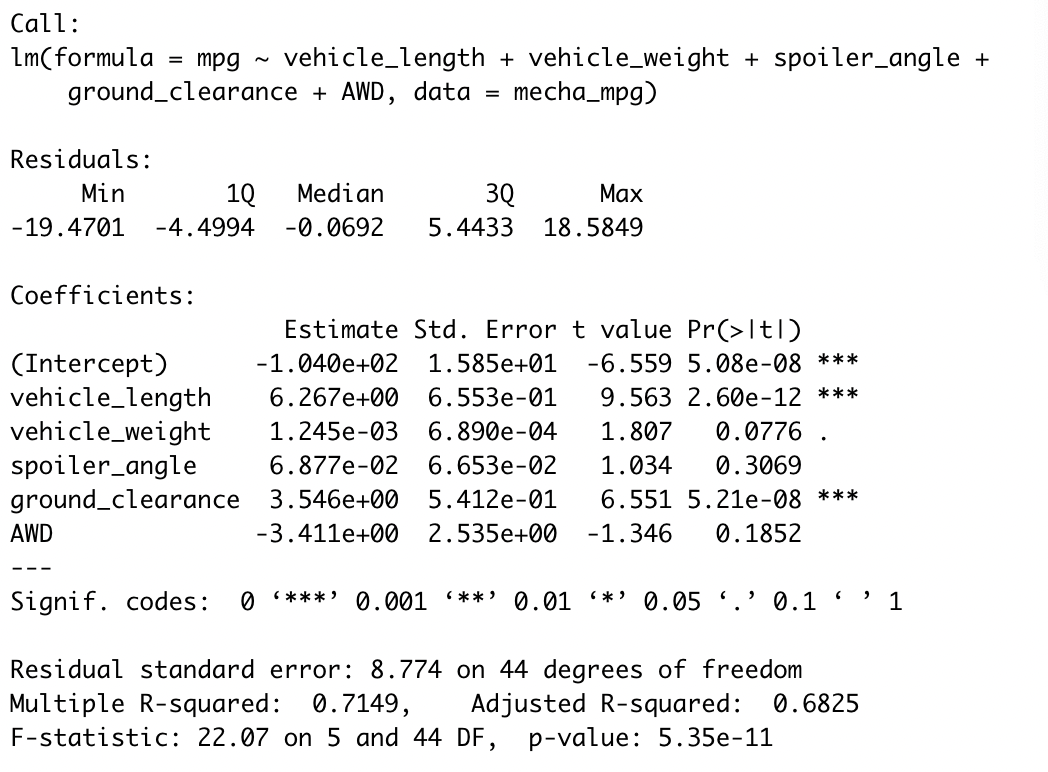 Call:
lm(formula = mpg ~ vehicle_length + vehicle_weight + spoiler_angle +
    ground_clearance + AWD, data = mecha_mpg)

Residuals:
     Min       1Q   Median       3Q      Max
-19.4701  -4.4994  -0.0692   5.4433  18.5849

Coefficients:
                   Estimate Std. Error t value Pr(>|t|)
(Intercept)      -1.040e+02  1.585e+01  -6.559 5.08e-08 ***
vehicle_length    6.267e+00  6.553e-01   9.563 2.60e-12 ***
vehicle_weight    1.245e-03  6.890e-04   1.807   0.0776 .
spoiler_angle     6.877e-02  6.653e-02   1.034   0.3069
ground_clearance  3.546e+00  5.412e-01   6.551 5.21e-08 ***
AWD              -3.411e+00  2.535e+00  -1.346   0.1852
---
Signif. codes:  0 ‘***’ 0.001 ‘**’ 0.01 ‘*’ 0.05 ‘.’ 0.1 ‘ ’ 1

Residual standard error: 8.774 on 44 degrees of freedom
Multiple R-squared:  0.7149,    Adjusted R-squared:  0.6825
F-statistic: 22.07 on 5 and 44 DF,  p-value: 5.35e-11